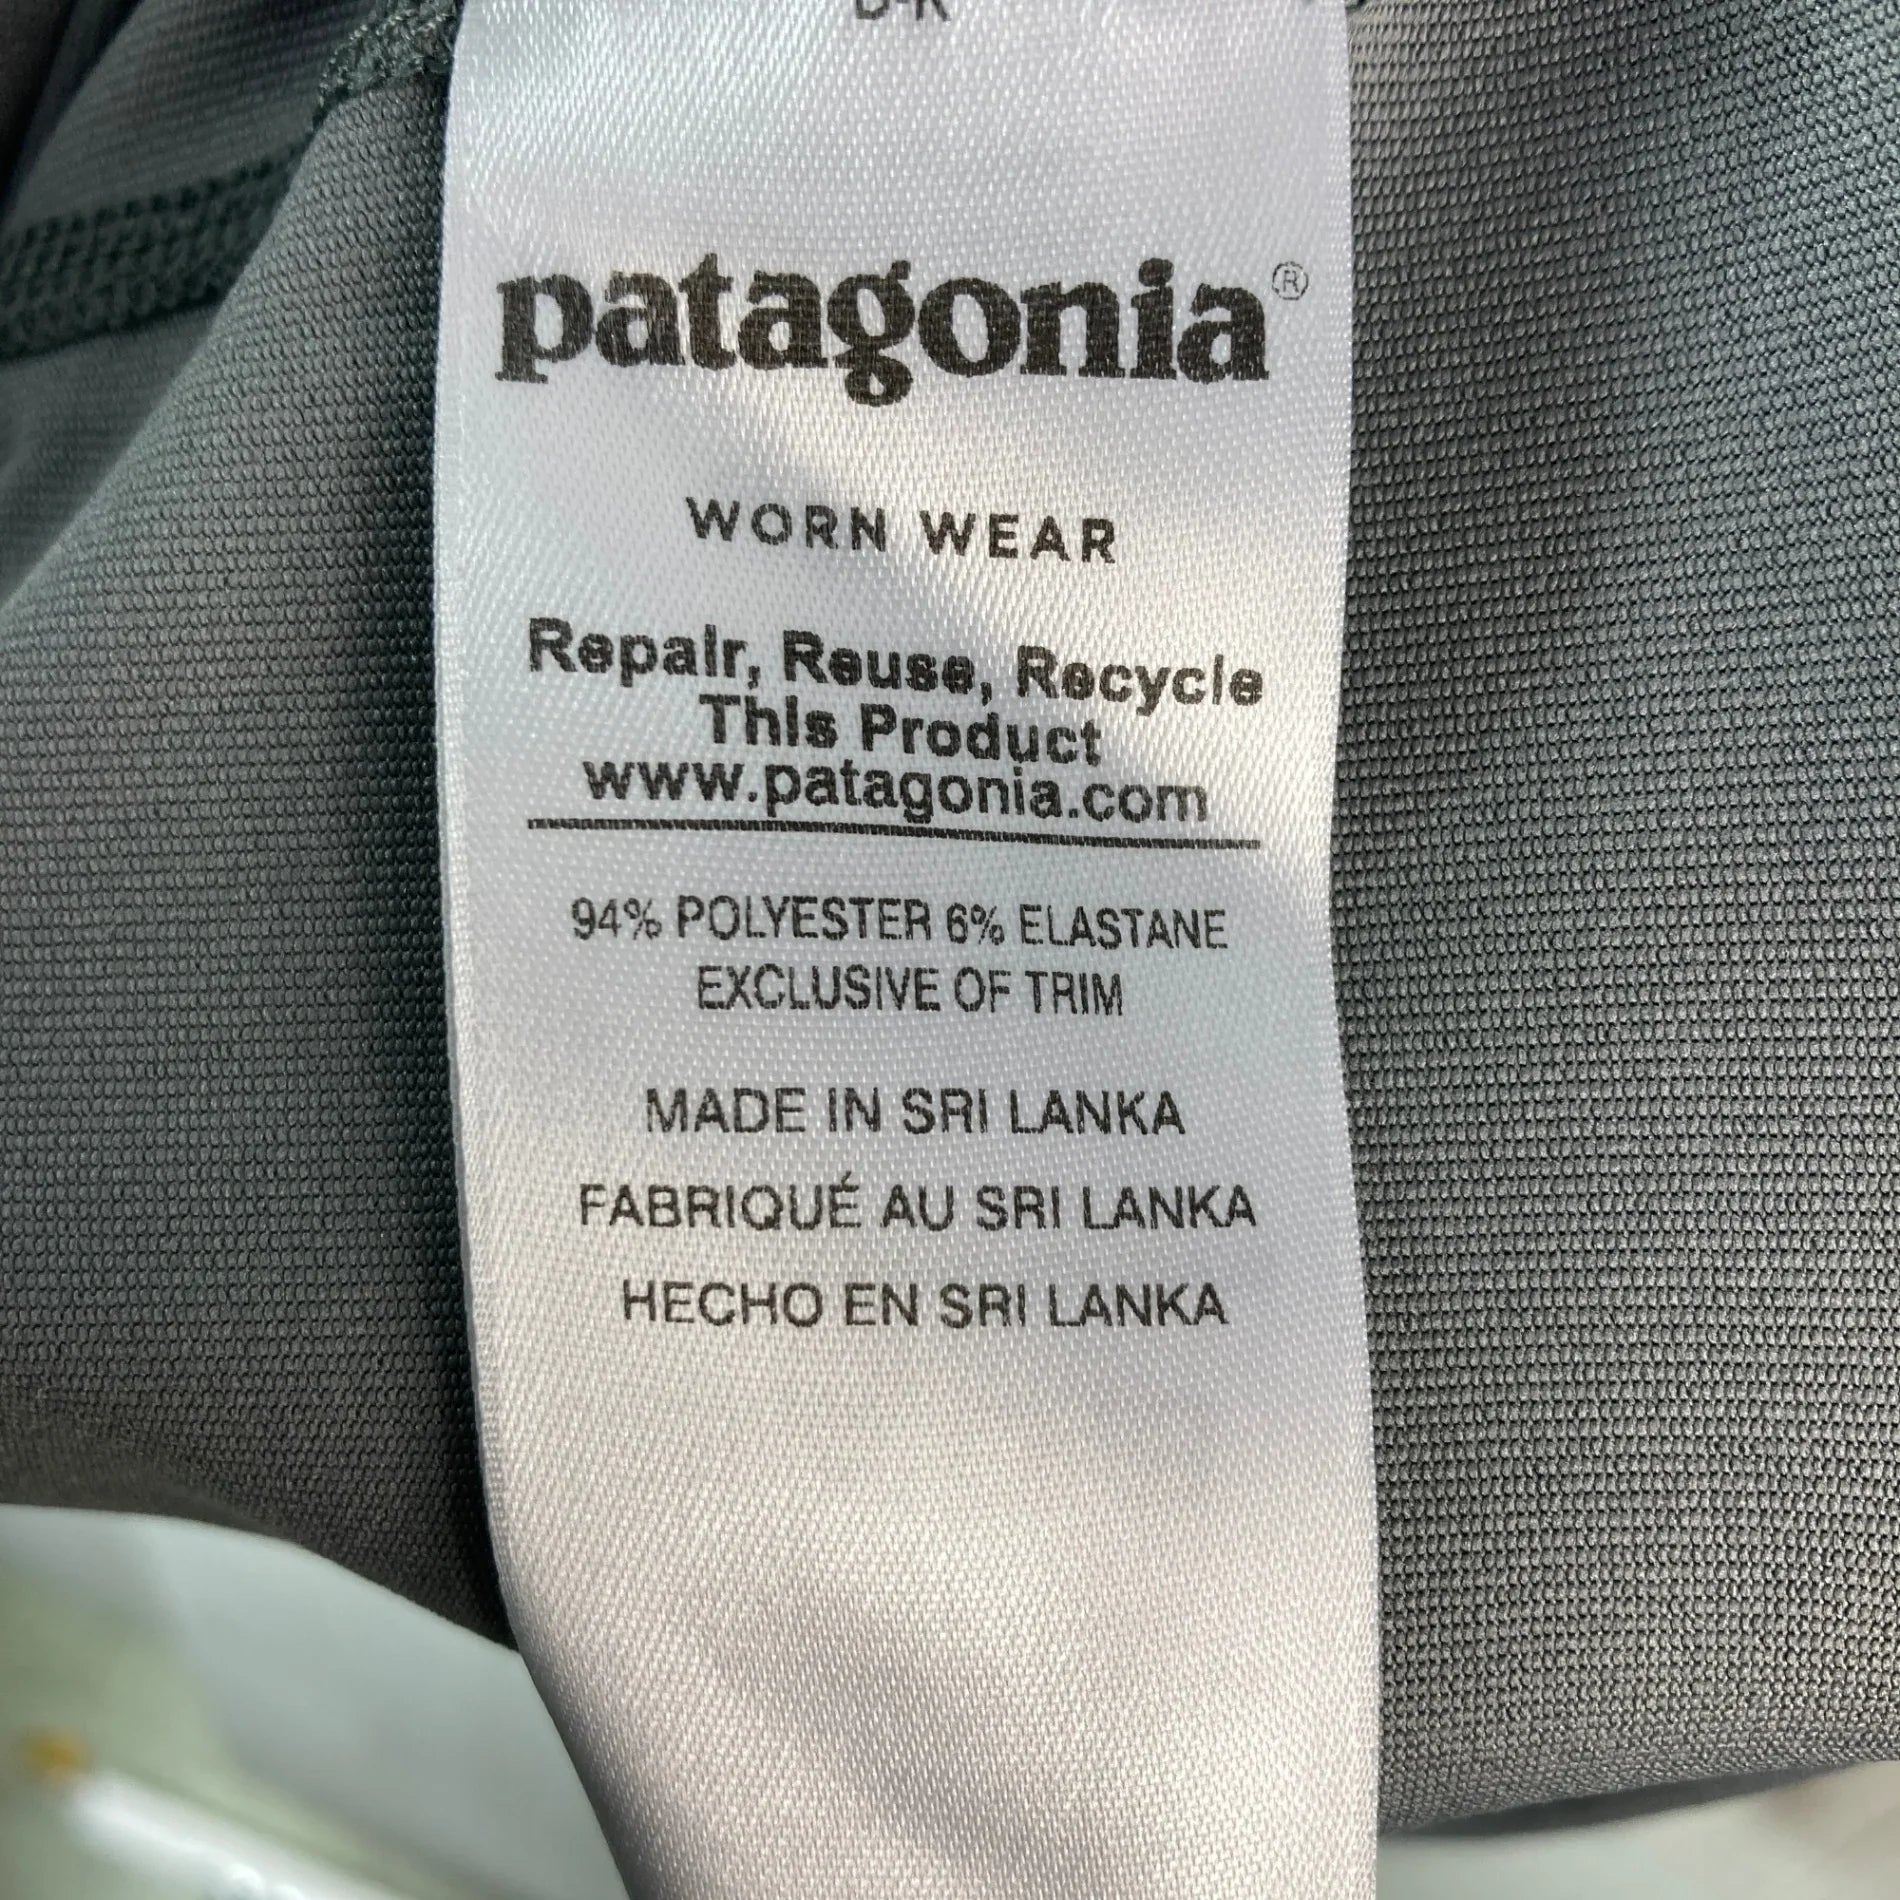 patagonia®
WORN WEAR
Repair, Reuse, Recycle
This Product
www.patagonia.com
94% POLYESTER 6% ELASTANE
EXCLUSIVE OF TRIM
MADE IN SRI LANKA
FABRIQUÉ AU SRI LANKA
HECHO EN SRI LANKA